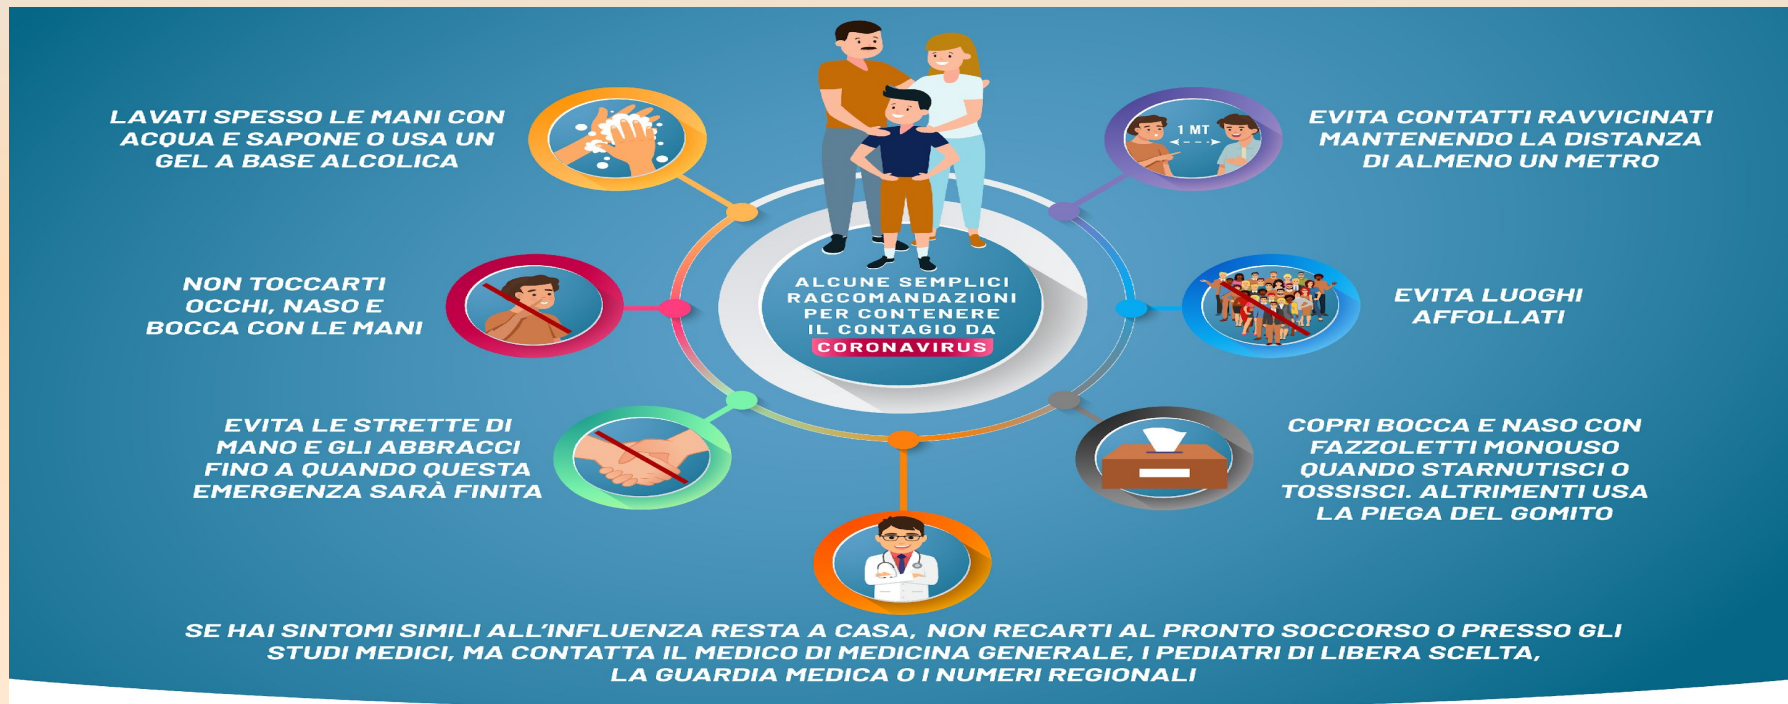 LAVATI SPESSO LE MANI CON
ACQUA E SAPONE O USA UN
GEL A BASE ALCOLICA
NON TOCCARTI
OCCHI, NASO E
BOCCA CON LE MANI
EVITA LE STRETTE DI
MANO E GLI ABBRACCI
FINO A QUANDO QUESTA
EMERGENZA SARÀ FINITA
ALCUNE SEMPLICI
RACCOMANDAZIONI
PER CONTENERE
IL CONTAGIO DA
CORONAVIRUS
1 MT
EVITA CONTATTI RAVVICINATI
MANTENENDO LA DISTANZA
DI ALMENO UN METRO
EVITA LUOGHI
AFFOLLATI
COPRI BOCCA E NASO CON
FAZZOLETTI MONOUSO
QUANDO STARNUTISCI O
TOSSISCI. ALTRIMENTI USA
LA PIEGA DEL GOMITO
SE HAI SINTOMI SIMILI ALL'INFLUENZA RESTA A CASA, NON RECARTI AL PRONTO SOCCORSO O PRESSO GLI
STUDI MEDICI, MA CONTATTA IL MEDICO DI MEDICINA GENERALE, I PEDIATRI DI LIBERA SCELTA,
LA GUARDIA MEDICA O I NUMERI REGIONALI